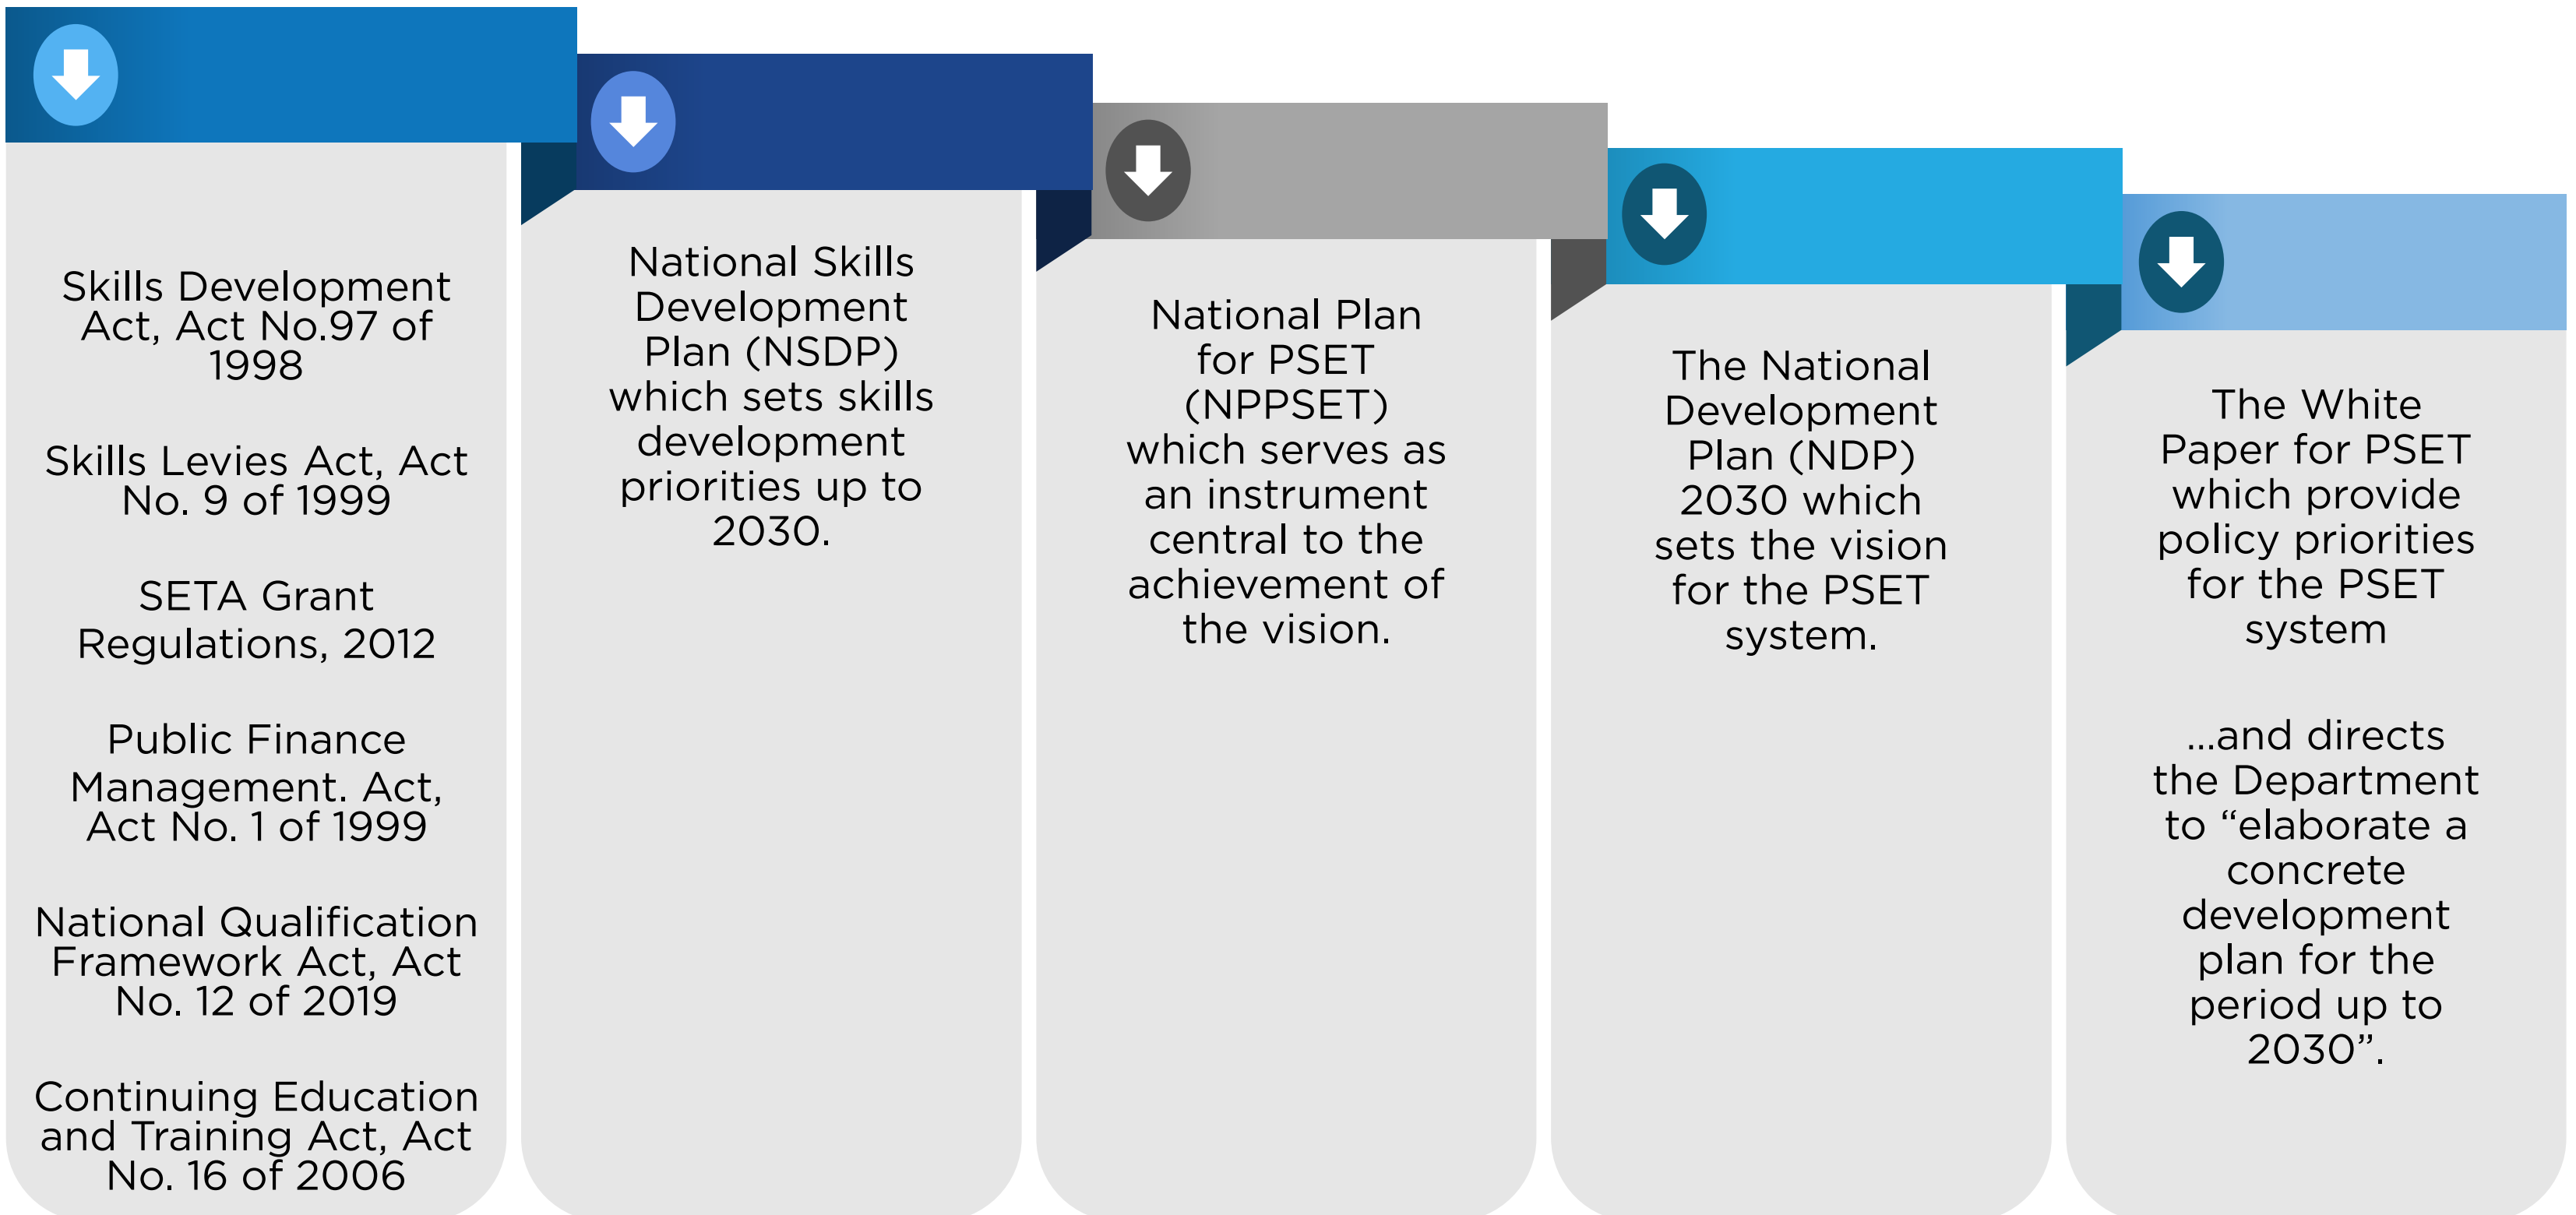 Skills Development
Act, Act No.97 of
1998
Skills Levies Act, Act
No. 9 of 1999
SETA Grant
Regulations, 2012
Public Finance
Management. Act,
Act No. 1 of 1999
National Qualification
Framework Act, Act
No. 12 of 2019
Continuing Education
and Training Act, Act
No. 16 of 2006
National Skills
Development
Plan (NSDP)
which sets skills
development
priorities up to
2030.
National Plan
for PSET
(NPPSET)
which serves as
an instrument
central to the
achievement of
the vision.
The National
Development
Plan (NDP)
2030 which
sets the vision
for the PSET
system.
The White
Paper for PSET
which provide
policy priorities
for the PSET
system
...and directs
the Department
to “elaborate a
concrete
development
plan for the
period up to
2030”.